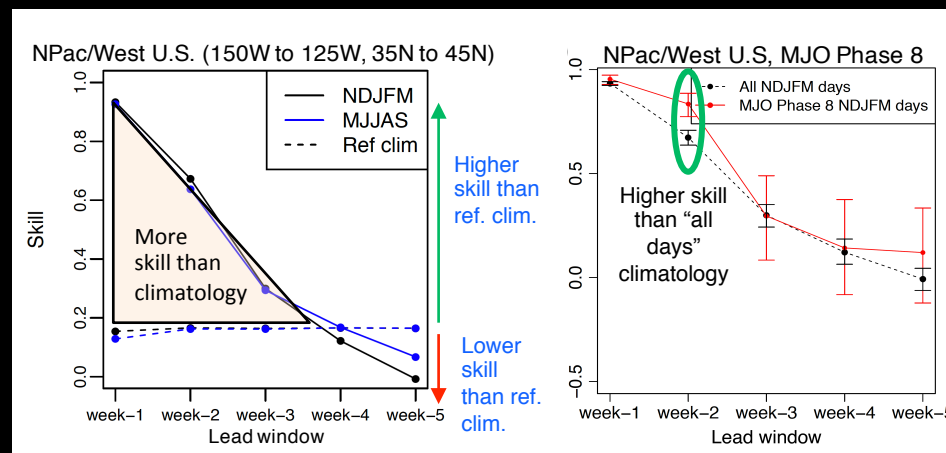 NPac/West U.S. (150W to 125W, 35N to 45N)
NDJFM
MJJAS
Ref clim
Skill
1.0
0.8
0.6
0.4
0.2
0.0
More
skill than
climatology
week-1
week-2
week-3
week-4
week-5
Lead window
Higher
skill than
ref. clim.
Lower
skill
than ref.
clim.
NPac/West U.S, MJO Phase 8
All NDJFM days
MJO Phase 8 NDJFM days
1.0
0.5
0.0
-0.5
Higher skill
than “all
days”
climatology
week-1
week-2
week-3
week-4
week-5
Lead window